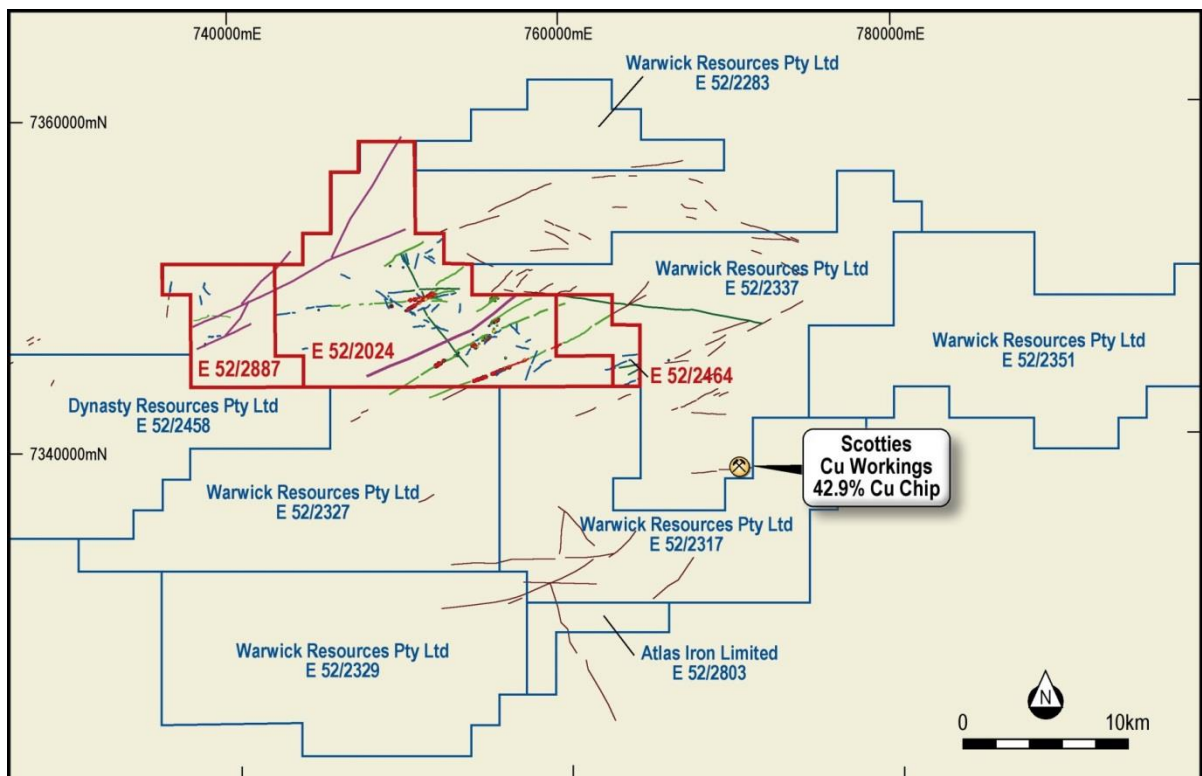 740000mE
760000mE
780000mE
Warwick Resources Pty Ltd
E 52/2283
7360000mN
Warwick Resources Pty Ltd
E 52/2337
E 52/2887
E 52/2024
E 52/2464
Warwick Resources Pty Ltd
E 52/2351
Dynasty Resources Pty Ltd
E 52/2458
7340000mN
Scotties
Cu Workings
42.9% Cu Chip
Warwick Resources Pty Ltd
E 52/2327
Warwick Resources Pty Ltd
E 52/2317
Warwick Resources Pty Ltd
E 52/2329
Atlas Iron Limited
E 52/2803
N
0
10km